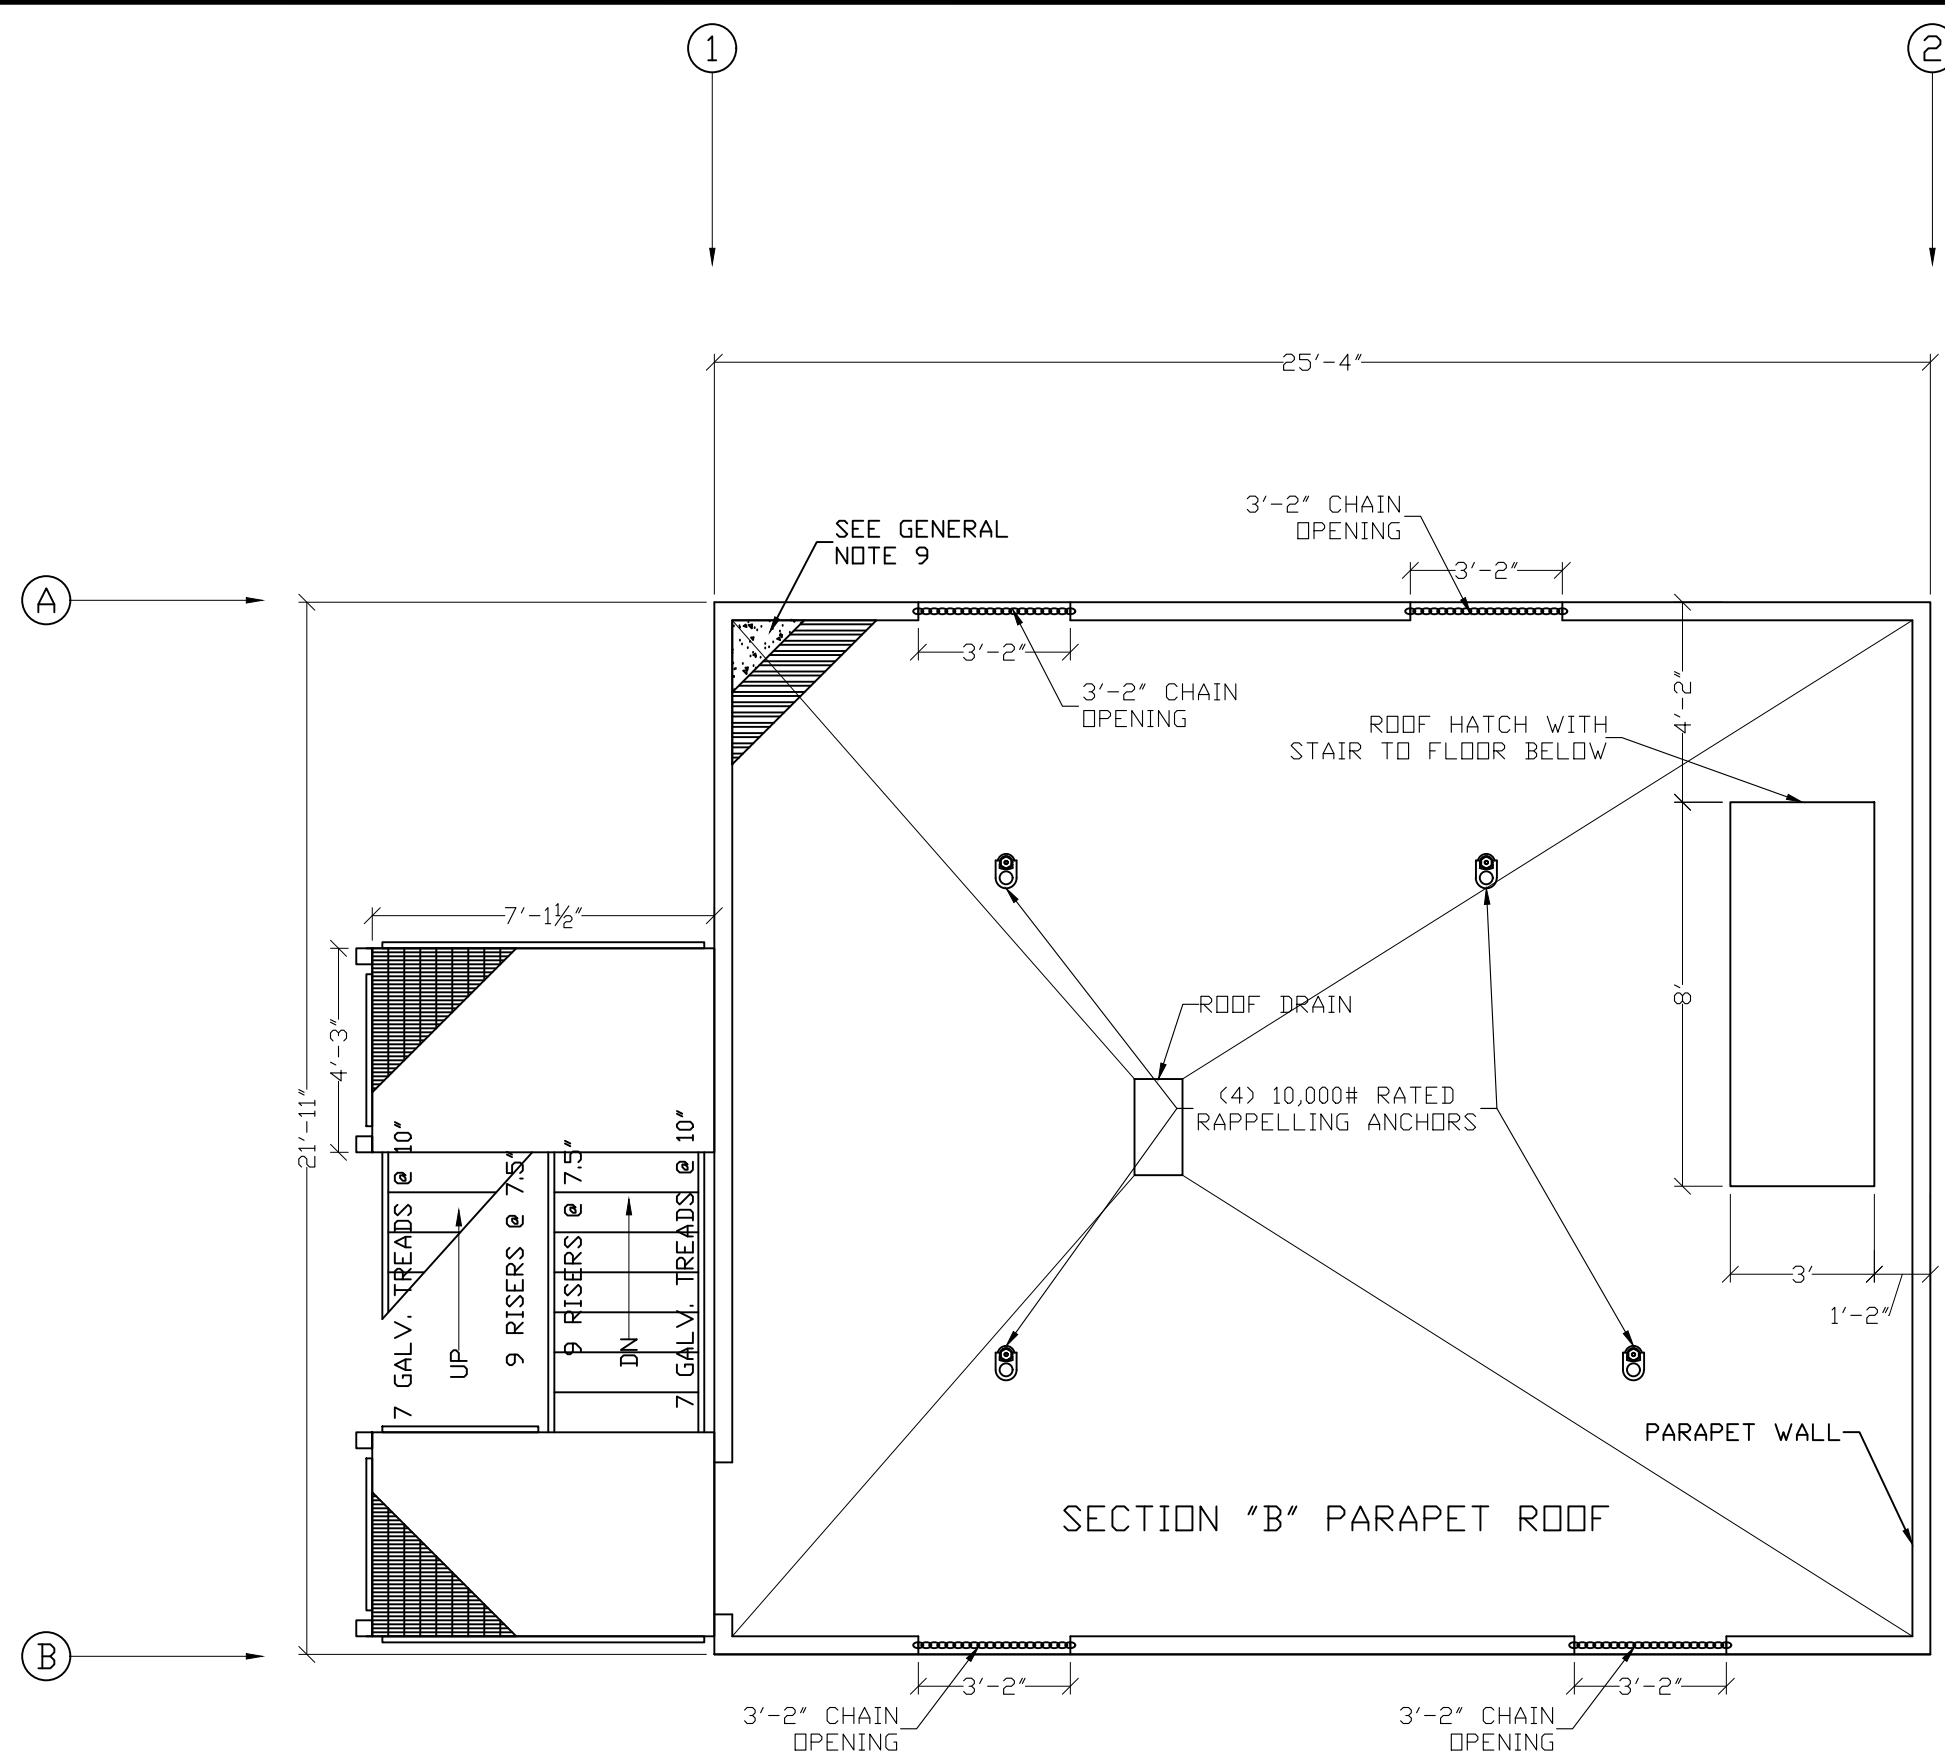 1
2
25'-4"
3'-2" CHAIN
OPENING
SEE GENERAL
NOTE 9
3'-2"
A
3'-2"
3'-2" CHAIN
OPENING
4'-2"
ROOF HATCH WITH
STAIR TO FLOOR BELOW
7'-1½"
8'
ROOF DRAIN
4'-3"
21'-11"
(4) 10,000# RATED
RAPPELLING ANCHORS
7 GALV. TREADS @ 10"
UP
9 RISERS @ 7.5"
9 RISERS @ 7.5"
DN
7 GALV. TREADS @ 10"
3'
1'-2"
PARAPET WALL
SECTION "B" PARAPET ROOF
B
3'-2"
3'-2"
3'-2" CHAIN
OPENING
3'-2" CHAIN
OPENING